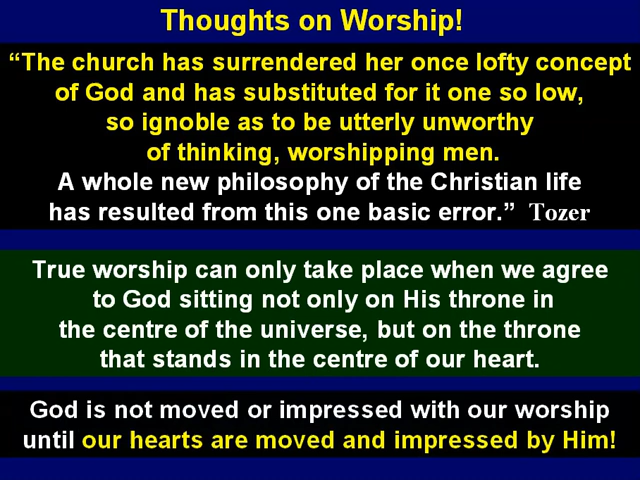 Thoughts on Worship!
“The church has surrendered her once lofty concept
of God and has substituted for it one so low,
so ignoble as to be utterly unworthy
of thinking, worshipping men.
A whole new philosophy of the Christian life
has resulted from this one basic error.” Tozer
True worship can only take place when we agree
to God sitting not only on His throne in
the centre of the universe, but on the throne
that stands in the centre of our heart.
God is not moved or impressed with our worship
until our hearts are moved and impressed by Him!